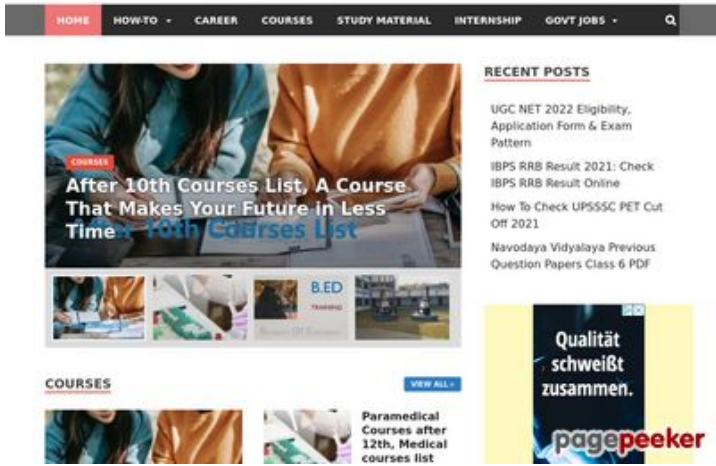 HOME HOW-TO CAREER COURSES STUDY MATERIAL INTERNSHIP GOVT JOBS
COURSES
After 10th Courses List, A Course
That Makes Your Future in Less
Time
After 10th Courses List
B.ED
TRAINING
COURSES
VIEW ALL
Paramedical
Courses after
12th, Medical
courses list
RECENT POSTS
UGC NET 2022 Eligibility,
Application Form & Exam
Pattern
IBPS RRB Result 2021: Check
IBPS RRB Result Online
How To Check UPSSSC PET Cut
Off 2021
Navodaya Vidyalaya Previous
Question Papers Class 6 PDF
Qualität
schweißt
zusammen.
pagepeeker